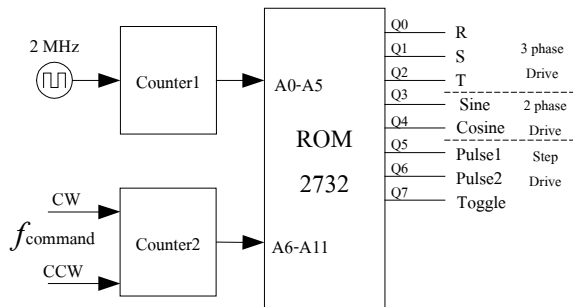 2 MHz
Counter1
A0-A5
ROM
2732
A6-A11
CW
fcommand
CCW
Counter2
Q0
R
Q1
S
3 phase
Q2
T
Drive
Q3
Sine
2 phase
Q4
Cosine
Drive
Q5
Pulse1
Step
Q6
Pulse2
Drive
Q7
Toggle